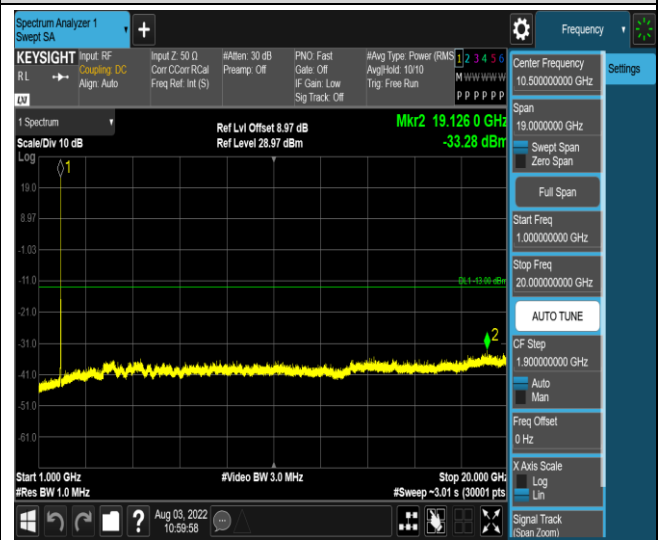 Spectrum Analyzer 1
Swept SA
Frequency
KEYSIGHT
RL
LXI
Input: RF
Coupling: DC
Align: Auto
Input Z: 50 Ω
Corr CCorr RCal
Freq Ref: Int (S)
#Atten: 30 dB
Preamp: Off
PNO: Fast
Gate: Off
IF Gain: Low
Sig Track: Off
#Avg Type: Power (RMS
Avg|Hold: 10/10
Trig: Free Run
1 2 3 4 5 6
M W W W W W
P P P P P P
1 Spectrum
Scale/Div 10 dB
Ref Lvl Offset 8.97 dB
Ref Level 28.97 dBm
Mkr2 19.126 0 GHz
-33.28 dBm
Log
1
19.0
8.97
-1.03
-11.0
DL1 -13.00 dBm
-21.0
-31.0
2
-41.0
-51.0
-61.0
Start 1.000 GHz
#Res BW 1.0 MHz
#Video BW 3.0 MHz
Stop 20.000 GHz
#Sweep ~3.01 s (30001 pts
Center Frequency
10.500000000 GHz
Span
19.0000000 GHz
Swept Span
Zero Span
Full Span
Start Freq
1.000000000 GHz
Stop Freq
20.000000000 GHz
AUTO TUNE
CF Step
1.900000000 GHz
Auto
Man
Freq Offset
0 Hz
X Axis Scale
Log
Lin
Signal Track
(Span Zoom)
Settings
?
Aug 03, 2022
10:59:58